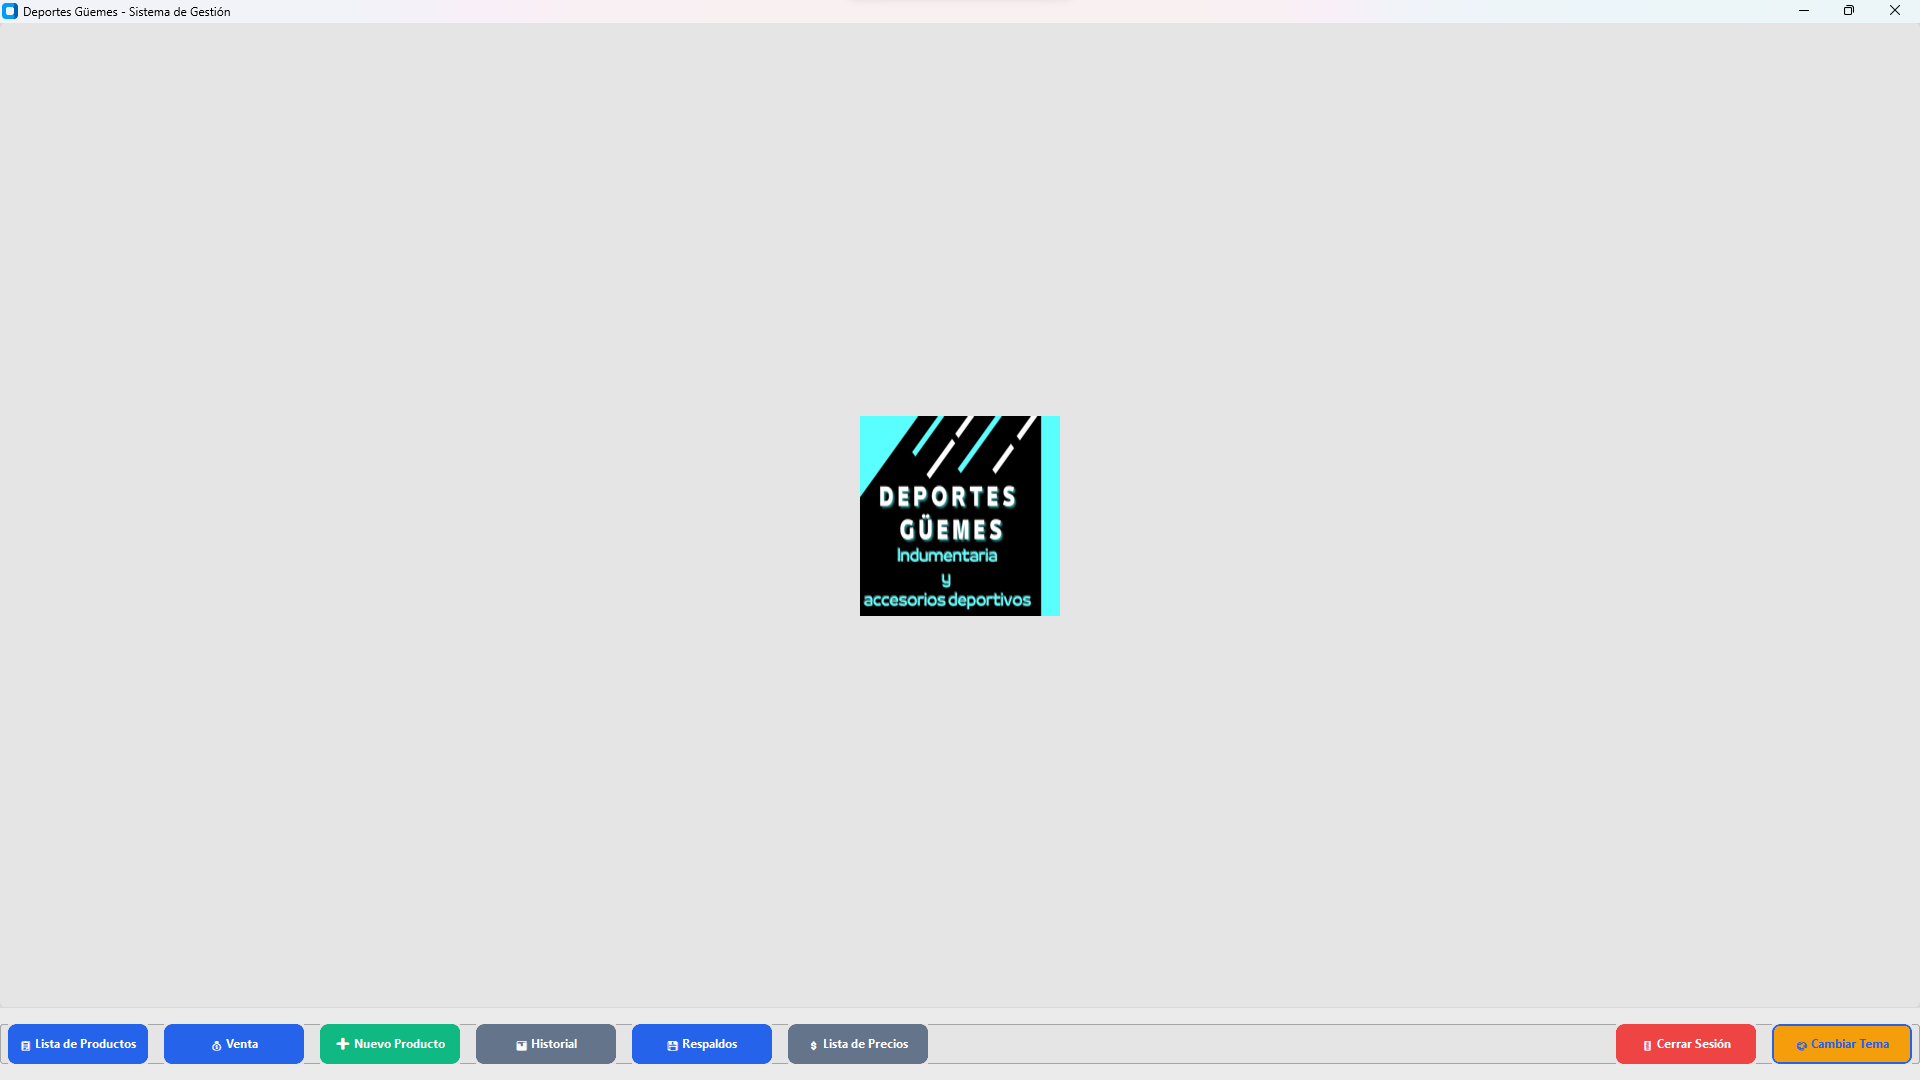 Deportes Güemes - Sistema de Gestión
DEPORTES
GÜEMES
Indumentaria
y
accesorios deportivos
Lista de Productos
Venta
Nuevo Producto
Historial
Respaldos
Lista de Precios
Cerrar Sesión
Cambiar Tema